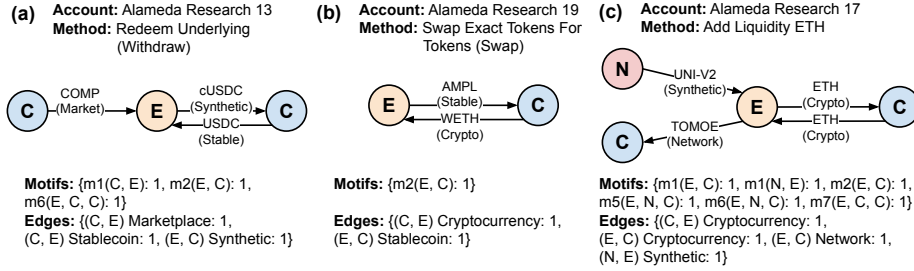 (a)
Account: Alameda Research 13
Method: Redeem Underlying
(Withdraw)
C
COMP
(Market)
E
cUSDC
(Synthetic)
USDC
(Stable)
C
Motifs: {m1(C, E): 1, m2(E, C): 1,
m6(E, C, C): 1}
Edges: {(C, E) Marketplace: 1,
(C, E) Stablecoin: 1, (E, C) Synthetic: 1}
(b)
Account: Alameda Research 19
Method: Swap Exact Tokens For
Tokens (Swap)
E
AMPL
(Stable)
WETH
(Crypto)
C
Motifs: {m2(E, C): 1}
Edges: {(C, E) Cryptocurrency: 1,
(E, C) Stablecoin: 1}
(c)
Account: Alameda Research 17
Method: Add Liquidity ETH
N
UNI-V2
(Synthetic)
E
ETH
(Crypto)
ETH
(Crypto)
C
TOMOE
(Network)
C
Motifs: {m1(E, C): 1, m1(N, E): 1, m2(E, C): 1,
m5(E, N, C): 1, m6(E, N, C): 1, m7(E, C, C): 1}
Edges: {(C, E) Cryptocurrency: 1,
(E, C) Cryptocurrency: 1, (E, C) Network: 1,
(N, E) Synthetic: 1}